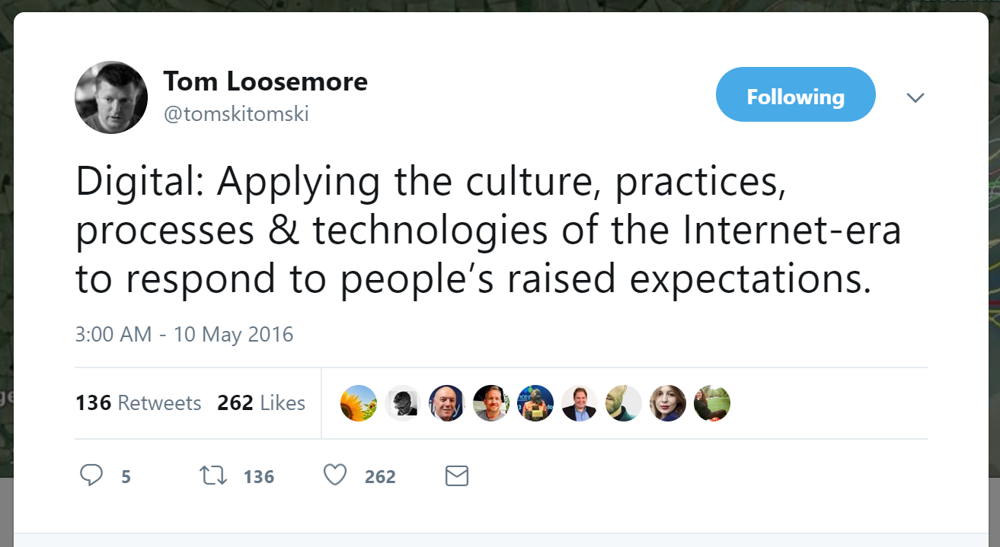 Tom Loosemore
@tomskitomski
Following
Digital: Applying the culture, practices,
processes & technologies of the Internet-era
to respond to people’s raised expectations.
3:00 AM - 10 May 2016
136 Retweets 262 Likes
5 136 262